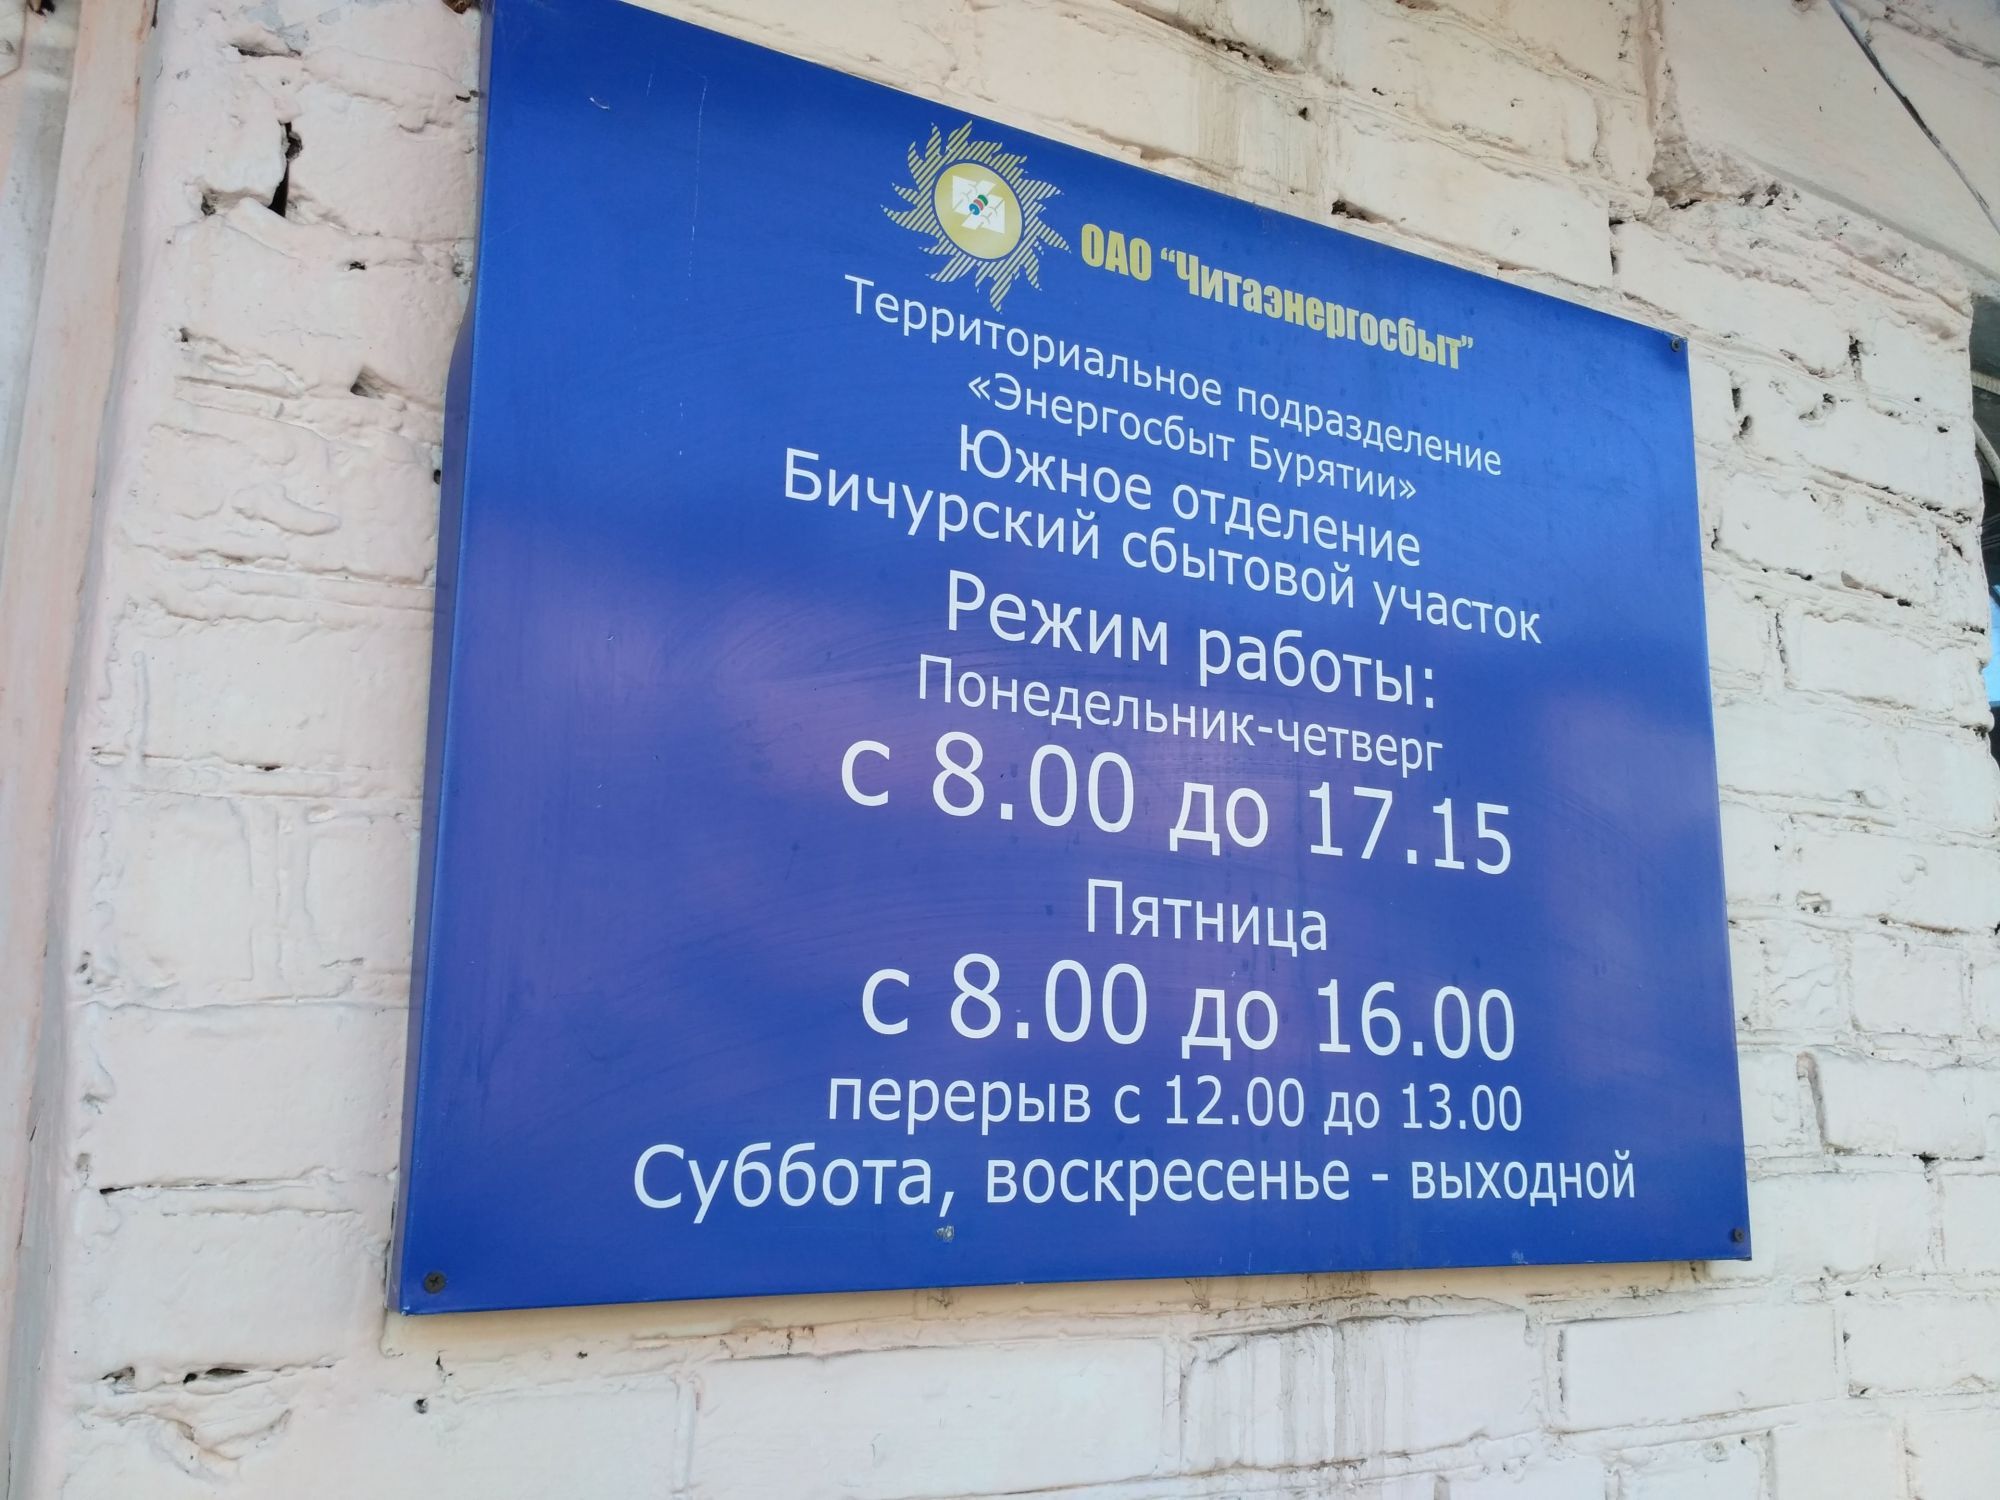 ОАО "Читаэнергосбыт"
Территориальное подразделение
«Энергосбыт Бурятии»
Южное отделение
Бичурский сбытовой участок
Режим работы:
Понедельник-четверг
с 8.00 до 17.15
Пятница
с 8.00 до 16.00
перерыв с 12.00 до 13.00
Суббота, воскресенье - выходной